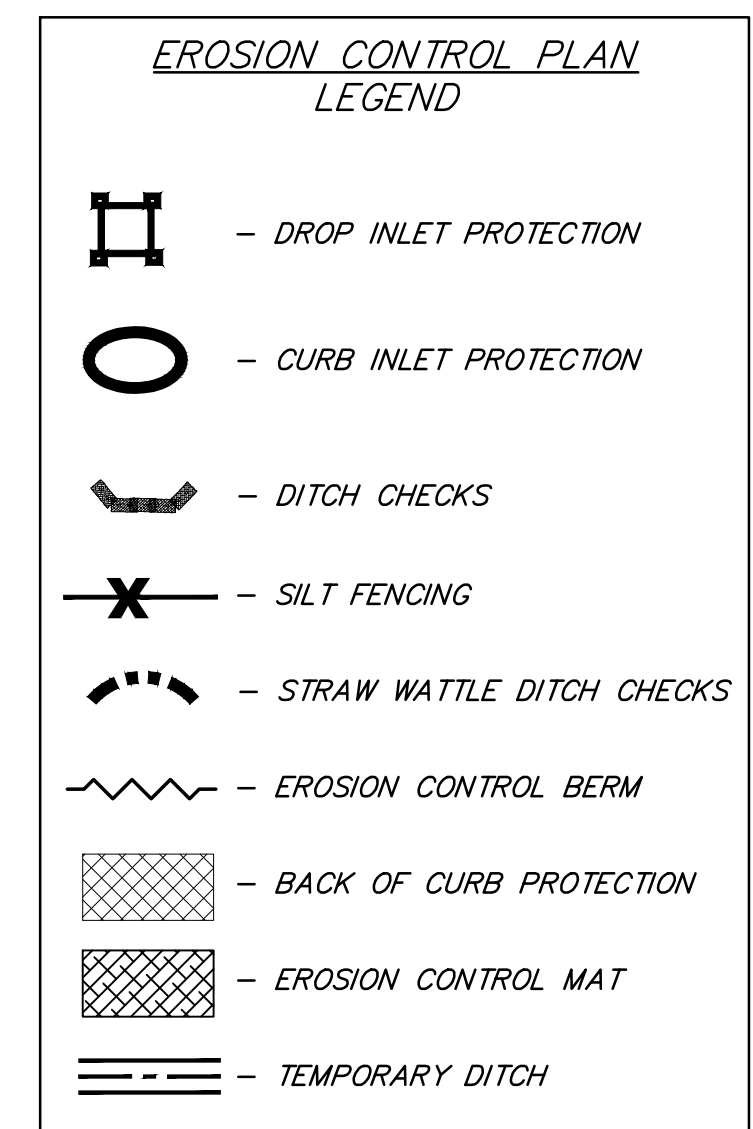 EROSION CONTROL PLAN
LEGEND
- DROP INLET PROTECTION
- CURB INLET PROTECTION
- DITCH CHECKS
- SILT FENCING
- STRAW WATTLE DITCH CHECKS
- EROSION CONTROL BERM
- BACK OF CURB PROTECTION
- EROSION CONTROL MAT
- TEMPORARY DITCH